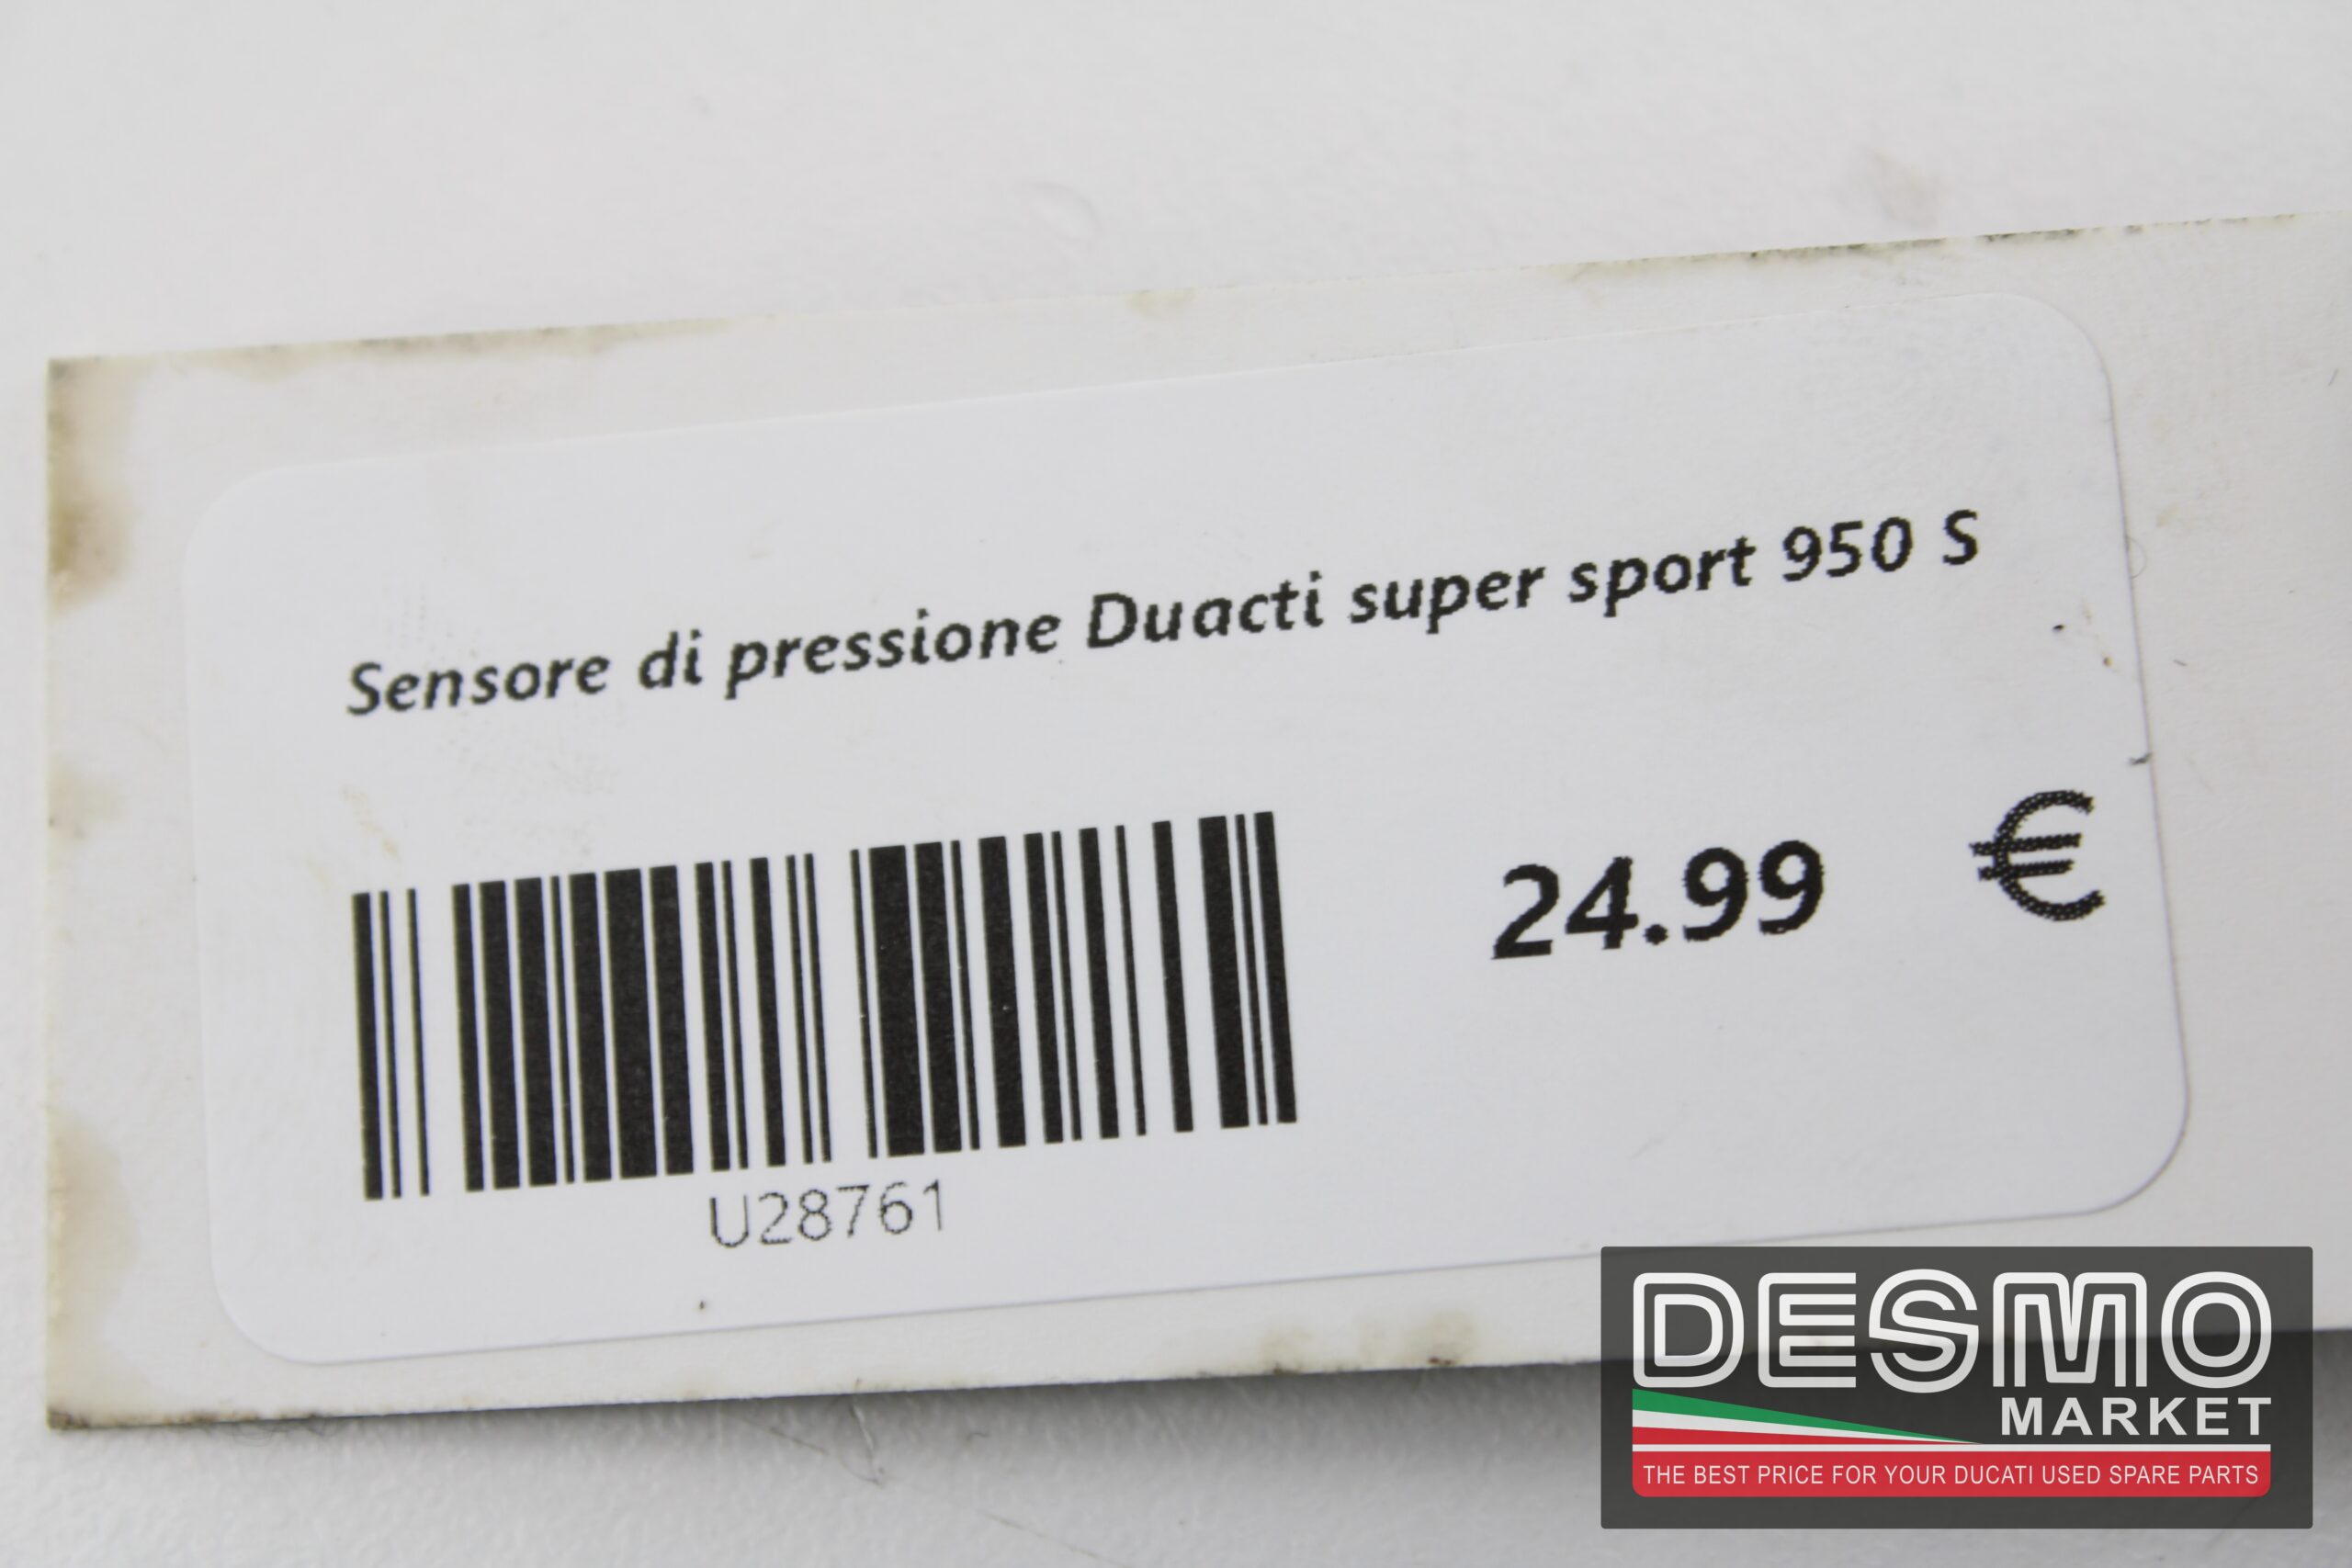 Sensore di pressione Duacti super sport 950 S
24.99 €
U28761
DESMO
MARKET
THE BEST PRICE FOR YOUR DUCATI USED SPARE PARTS